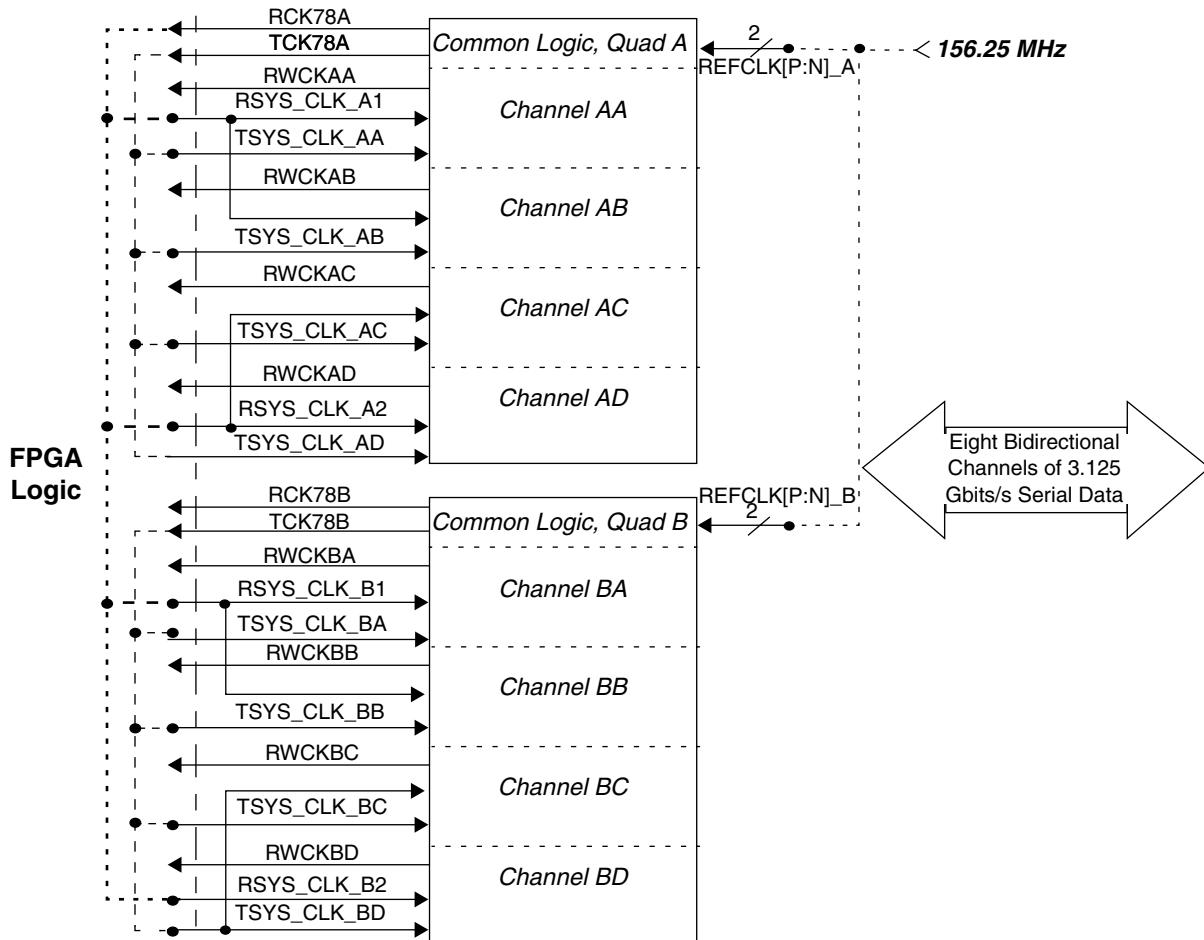 RCK78A
TCK78A
Common Logic, Quad A
2
REFCLK[P:N]_A
156.25 MHz
RWCKAA
RSYS_CLK_A1
Channel AA
TSYS_CLK_AA
RWCKAB
Channel AB
TSYS_CLK_AB
RWCKAC
Channel AC
TSYS_CLK_AC
RWCKAD
Channel AD
RSYS_CLK_A2
TSYS_CLK_AD
FPGA
Logic
Eight Bidirectional
Channels of 3.125
Gbits/s Serial Data
RCK78B
TCK78B
Common Logic, Quad B
REFCLK[P:N]_B
2
RWCKBA
RSYS_CLK_B1
Channel BA
TSYS_CLK_BA
RWCKBB
Channel BB
TSYS_CLK_BB
RWCKBC
Channel BC
TSYS_CLK_BC
RWCKBD
Channel BD
RSYS_CLK_B2
TSYS_CLK_BD